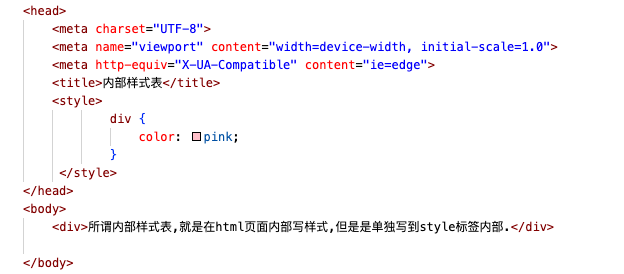 <head>
<meta charset="UTF-8">
<meta name="viewport" content="width=device-width, initial-scale=1.0">
<meta http-equiv="X-UA-Compatible" content="ie=edge">
<title>内部样式表</title>
<style>
div {
color: pink;
}
</style>
</head>
<body>
<div>所谓内部样式表,就是在html页面内部写样式,但是是单独写到style标签内部.</div>
</body>